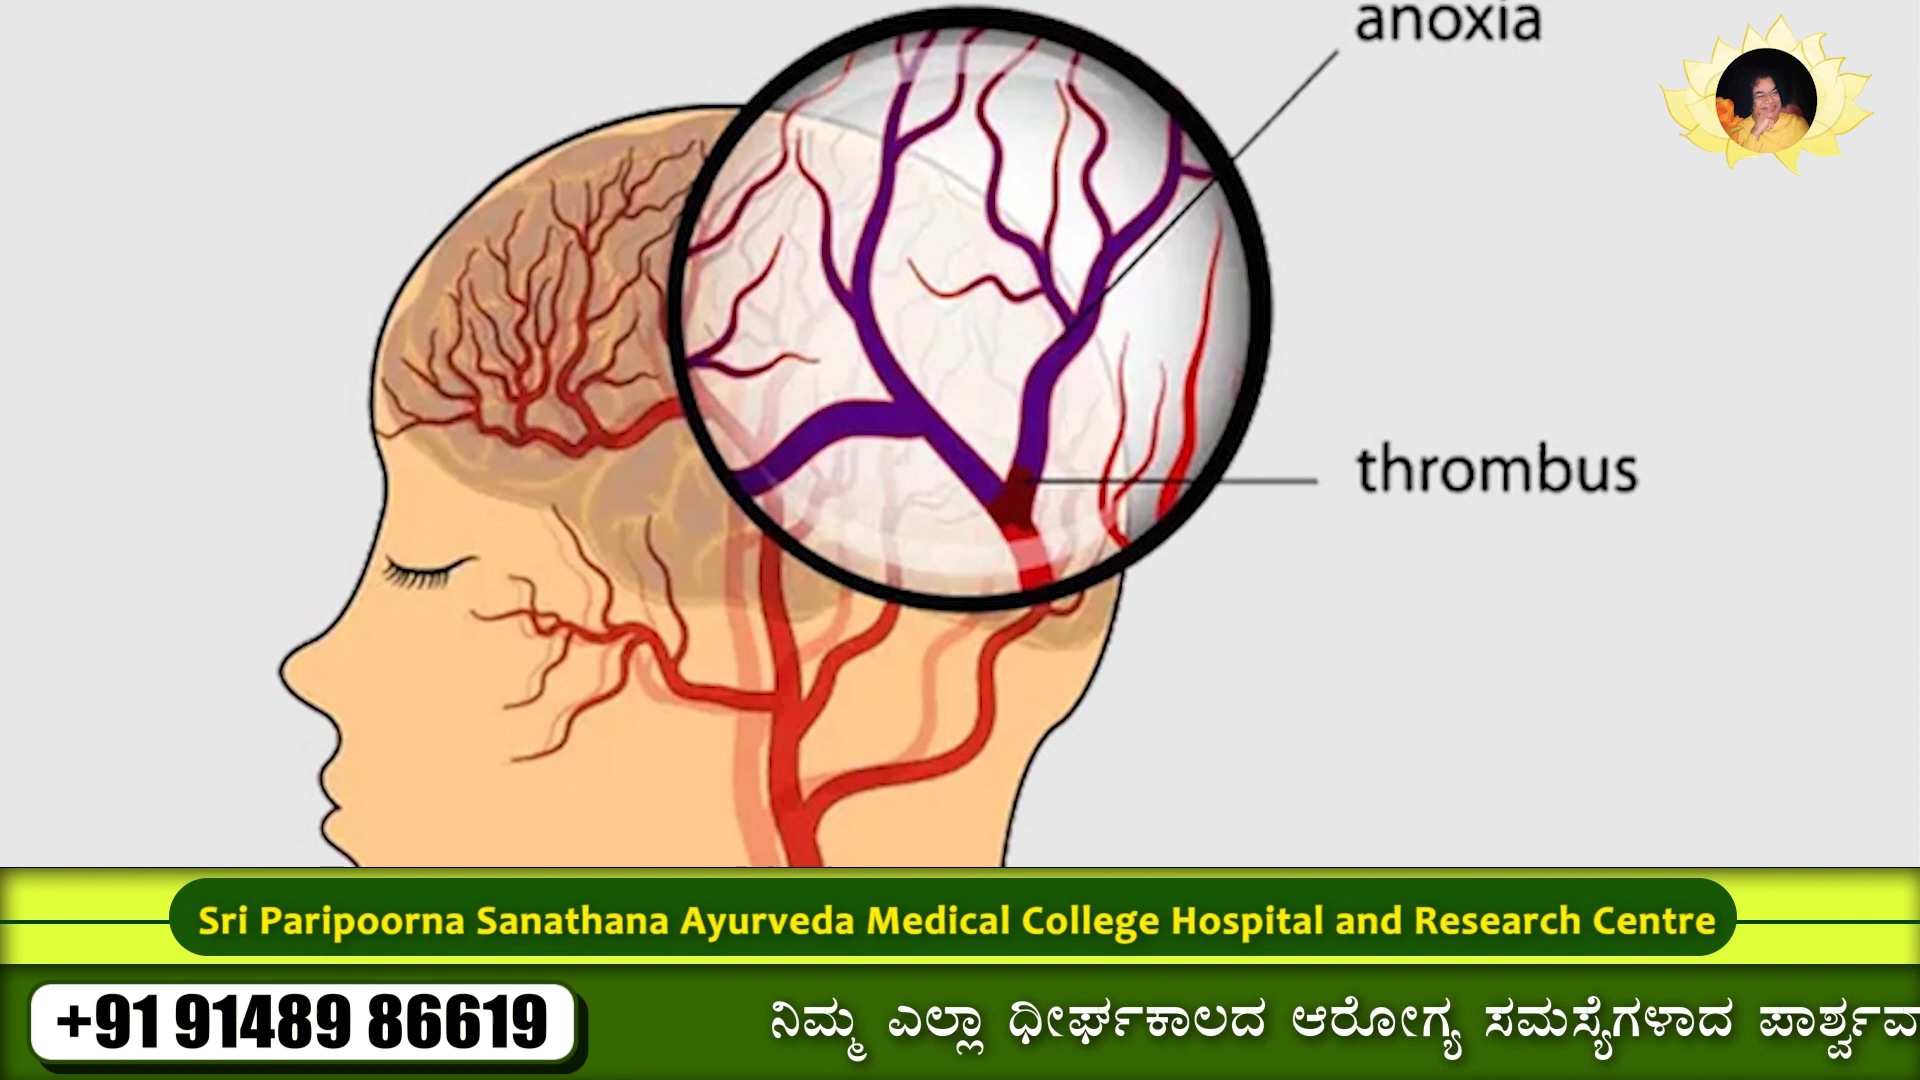 anoxia
thrombus
Sri Paripoorna Sanathana Ayurveda Medical College Hospital and Research Centre
+91 91489 86619
ನಿಮ್ಮ ಎಲ್ಲಾ ಧೀರ್ಘಕಾಲದ ಆರೋಗ್ಯ ಸಮಸ್ಯೆಗಳಾದ